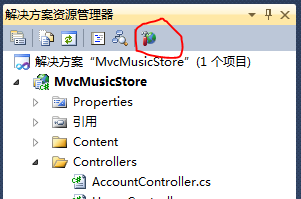 解决方案资源管理器
解决方案“MvcMusicStore”(1 个项目)
MvcMusicStore
Properties
引用
Content
Controllers
AccountController.cs